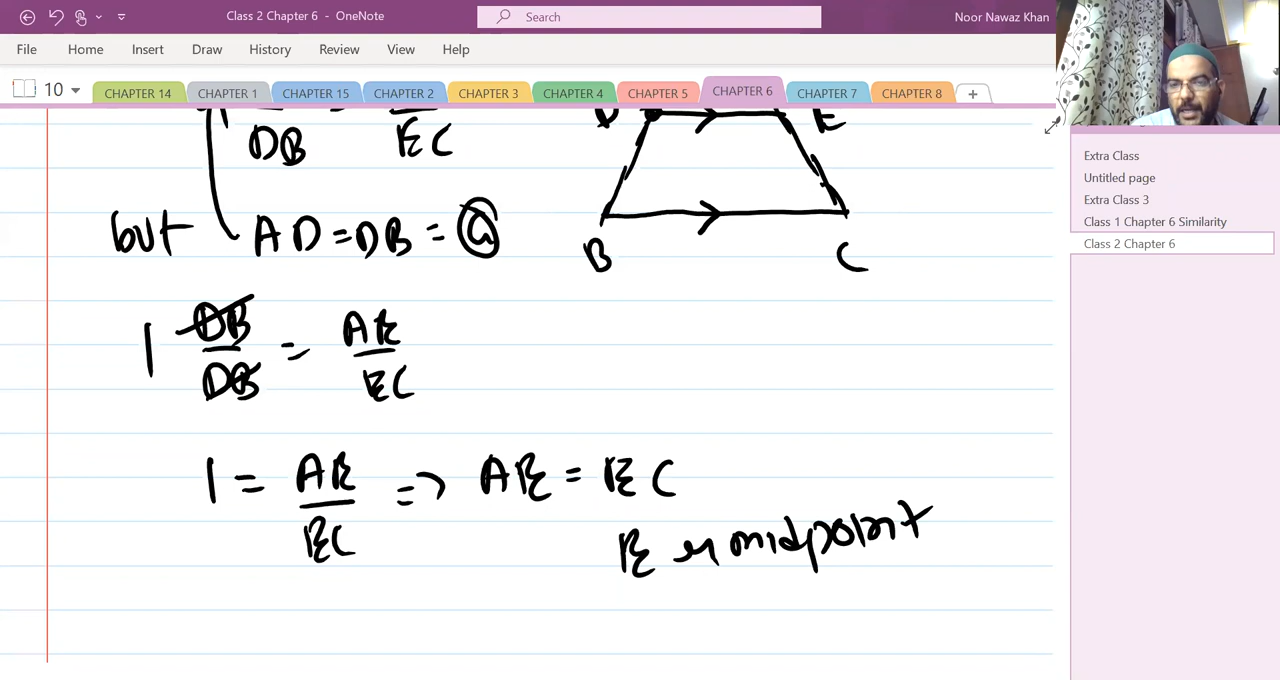 Class 2 Chapter 6 - OneNote
Search
Noor Nawaz Khan
File Home Insert Draw History Review View Help
10
CHAPTER 14 CHAPTER 1 CHAPTER 15 CHAPTER 2 CHAPTER 3 CHAPTER 4 CHAPTER 5 CHAPTER 6 CHAPTER 7 CHAPTER 8 +
Extra Class
Untitled page
Extra Class 3
Class 1 Chapter 6 Similarity
Class 2 Chapter 6
DB = EC
D E
B C
but AD = DB = a
1 DB/DB = AE/EC
1 = AE/EC => AE = EC
E is midpoint